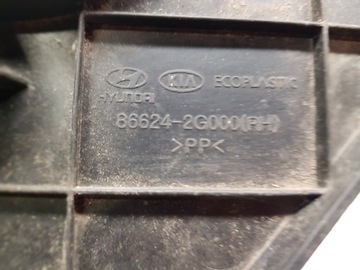 KIA ECOPLASTIC
HYUNDAI
86624-2G000(RH)
>PP<